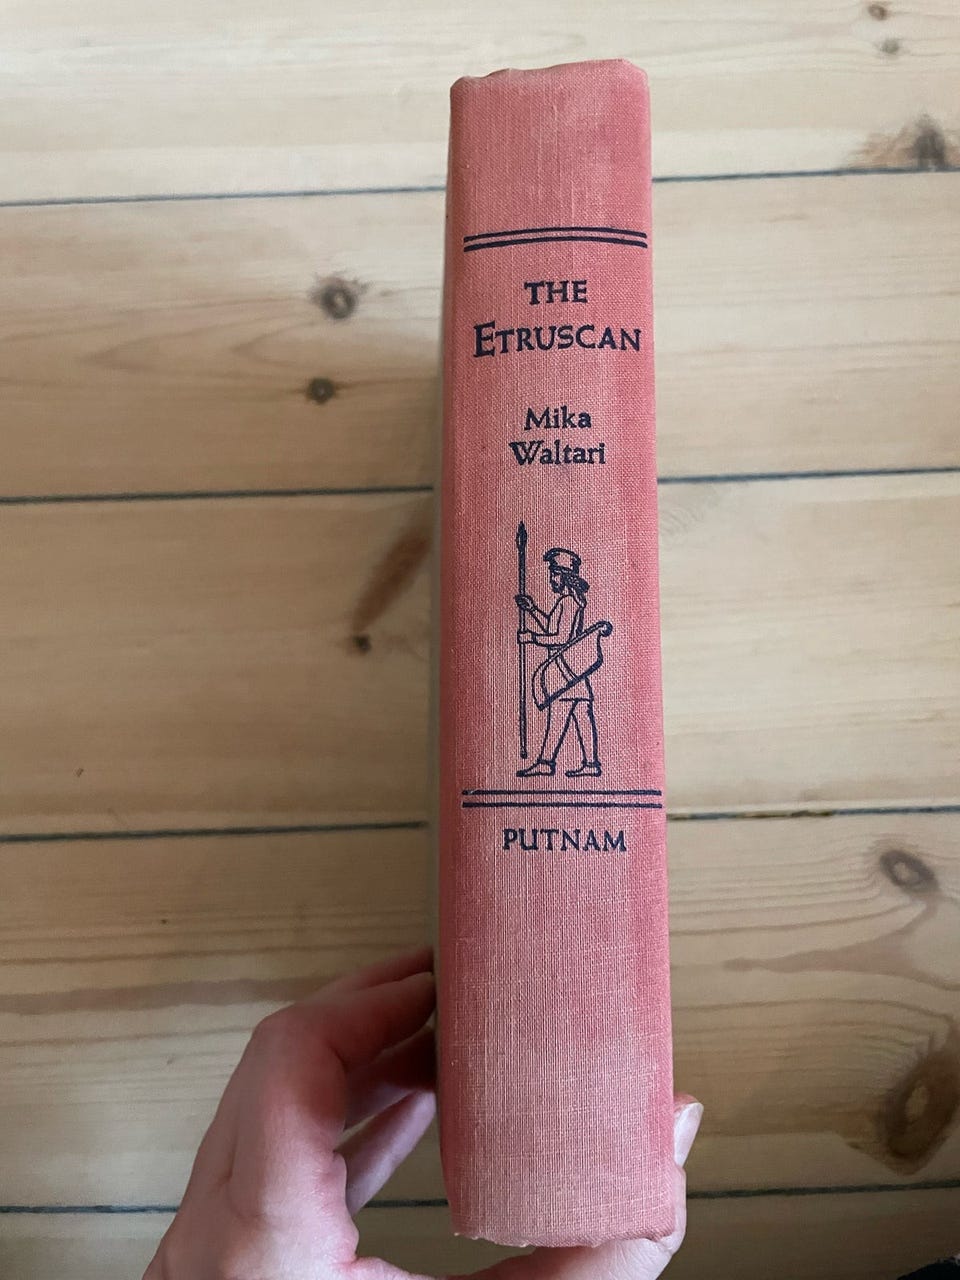 THE
ETRUSCAN
Mika
Waltari
PUTNAM